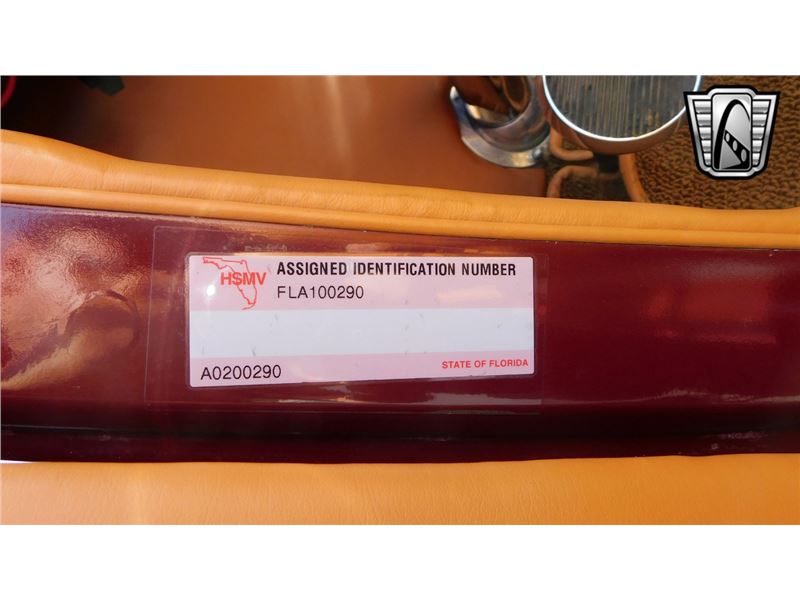 HSMV
ASSIGNED IDENTIFICATION NUMBER
FLA100290
A0200290
STATE OF FLORIDA